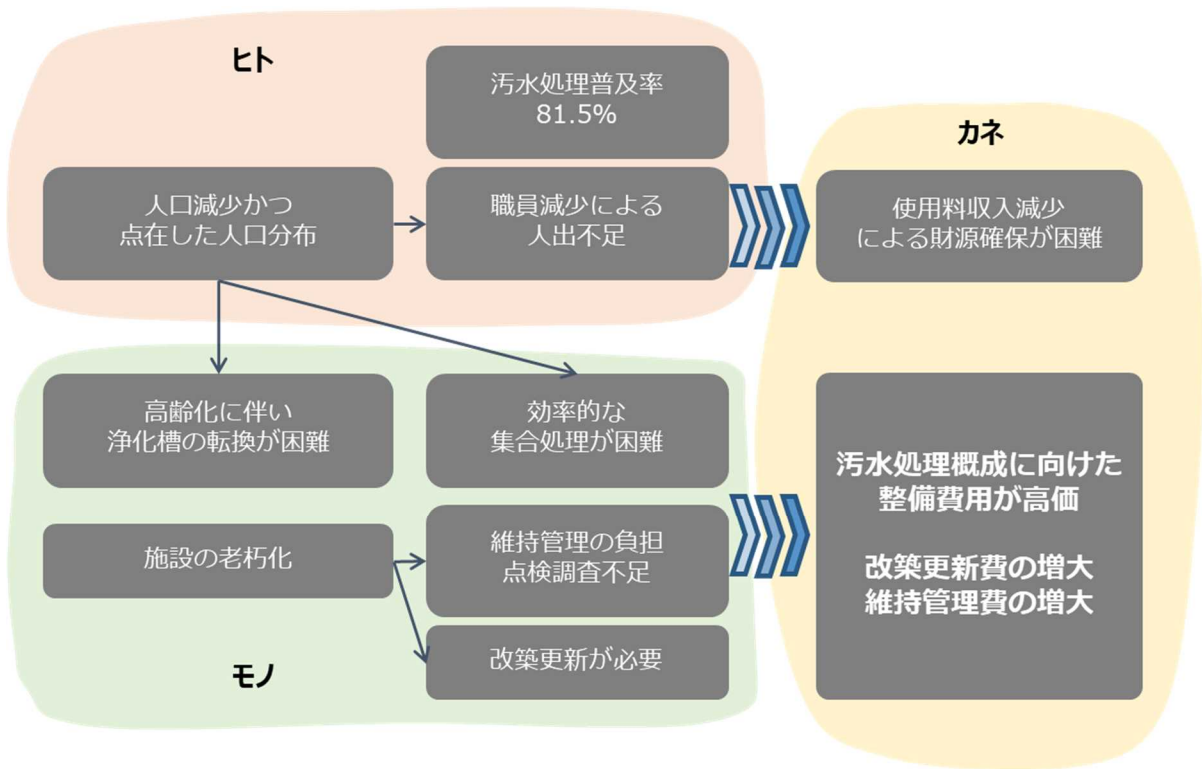 ヒト
汚水処理普及率
81.5%
人口減少かつ
点在した人口分布
職員減少による
人出不足
カネ
使用料収入減少
による財源確保が困難
高齢化に伴い
浄化槽の転換が困難
効率的な
集合処理が困難
施設の老朽化
維持管理の負担
点検調査不足
改築更新が必要
モノ
汚水処理概成に向けた
整備費用が高価
改築更新費の増大
維持管理費の増大